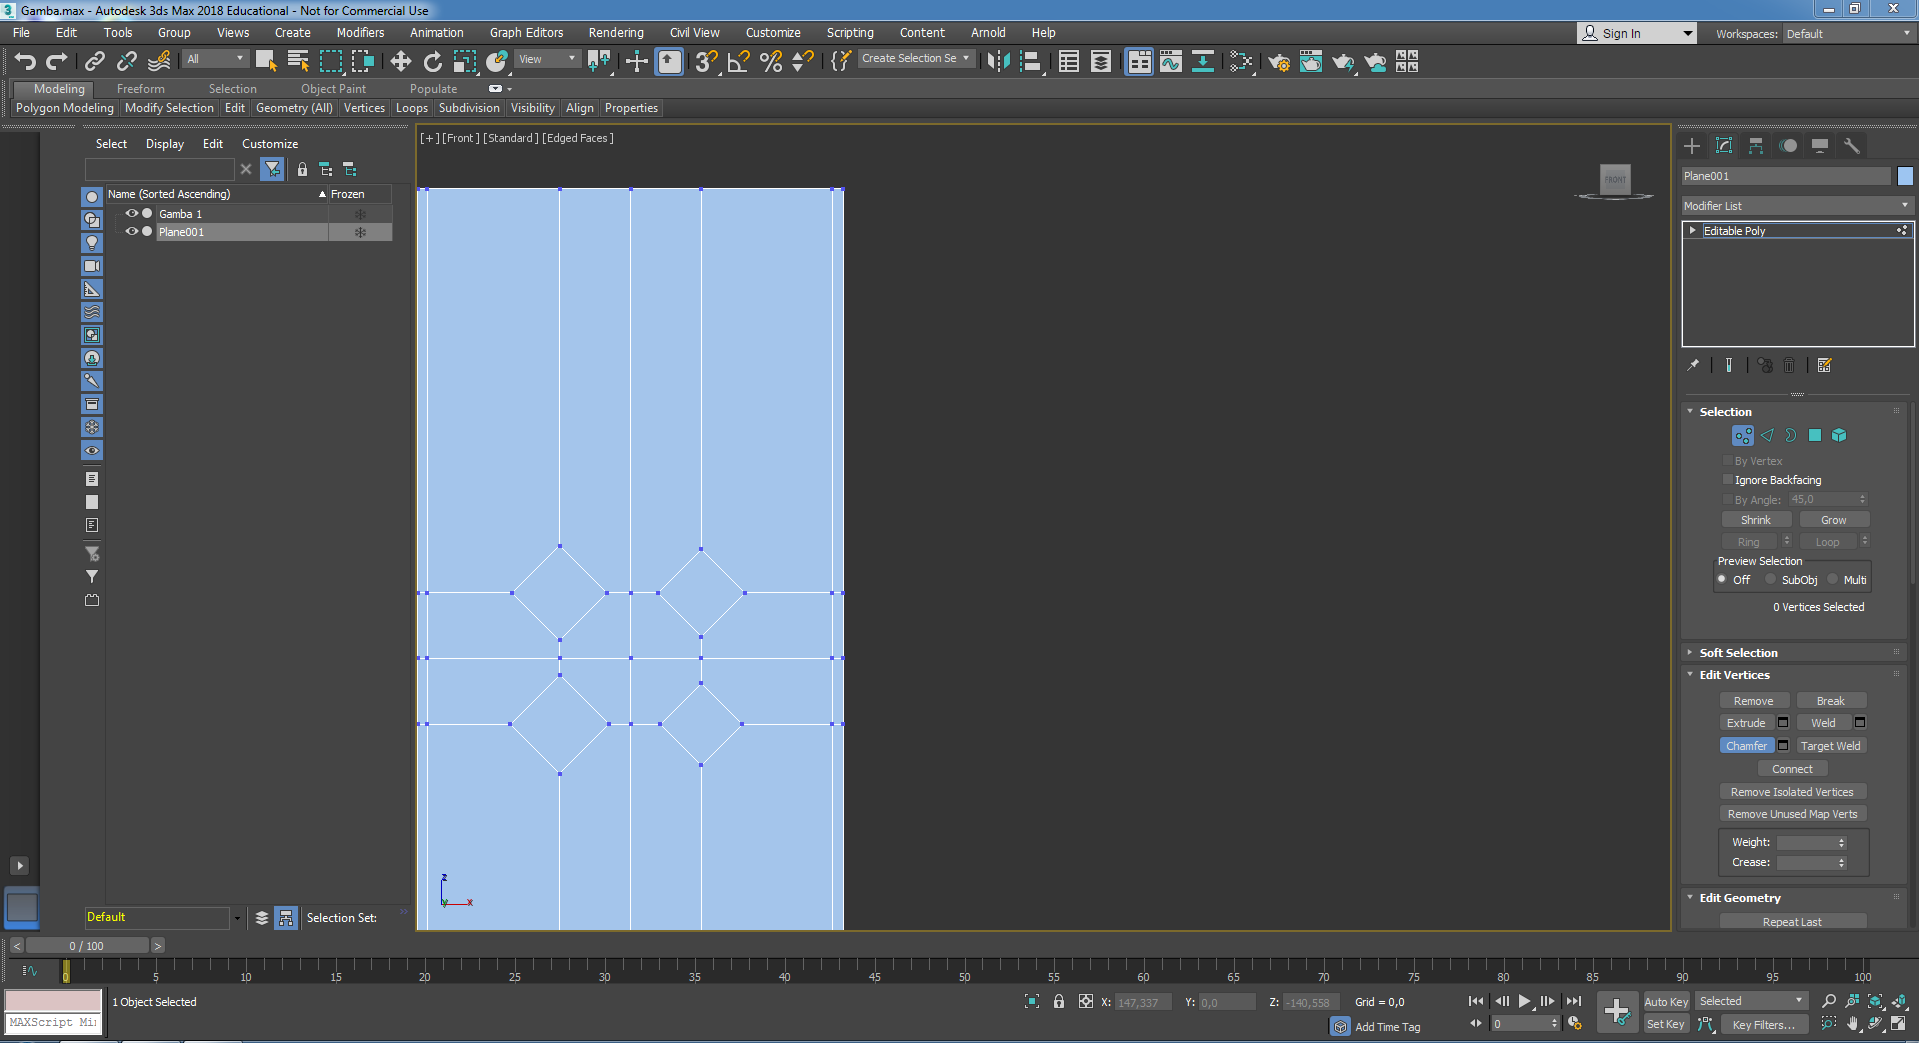 3 Gamba.max - Autodesk 3ds Max 2018 Educational - Not for Commercial Use
File Edit Tools Group Views Create Modifiers Animation Graph Editors Rendering Civil View Customize Scripting Content Arnold Help Sign In Workspaces: Default
All View 3 Create Selection Se
Modeling Freeform Selection Object Paint Populate
Polygon Modeling Modify Selection Edit Geometry (All) Vertices Loops Subdivision Visibility Align Properties
Select Display Edit Customize
Name (Sorted Ascending) Frozen
Gamba 1
Plane001
Default Selection Set:
[+] [Front] [Standard] [Edged Faces]
FRONT
z
y x
Plane001
Modifier List
Editable Poly
Selection
By Vertex
Ignore Backfacing
By Angle: 45,0
Shrink Grow
Ring Loop
Preview Selection
Off SubObj Multi
0 Vertices Selected
Soft Selection
Edit Vertices
Remove Break
Extrude Weld
Chamfer Target Weld
Connect
Remove Isolated Vertices
Remove Unused Map Verts
Weight:
Crease:
Edit Geometry
Repeat Last
< 0 / 100 >
0 5 10 15 20 25 30 35 40 45 50 55 60 65 70 75 80 85 90 95 100
1 Object Selected X: 147,337 Y: 0,0 Z: -140,558 Grid = 0,0 Auto Key Selected
MAXScript Mi Add Time Tag 0 Set Key Key Filters...